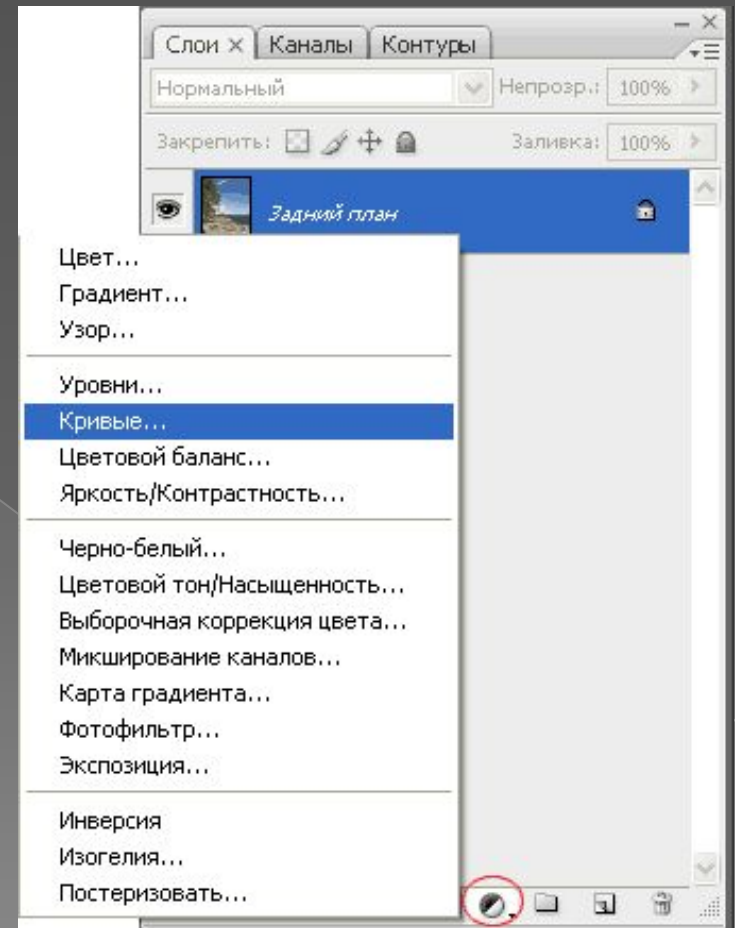 Слои × Каналы Контуры
Нормальный Непрозр.: 100%
Закрепить: Заливка: 100%
Задний план
Цвет...
Градиент...
Узор...
Уровни...
Кривые...
Цветовой баланс...
Яркость/Контрастность...
Черно-белый...
Цветовой тон/Насыщенность...
Выборочная коррекция цвета...
Микширование каналов...
Карта градиента...
Фотофильтр...
Экспозиция...
Инверсия
Изогелия...
Постеризовать...